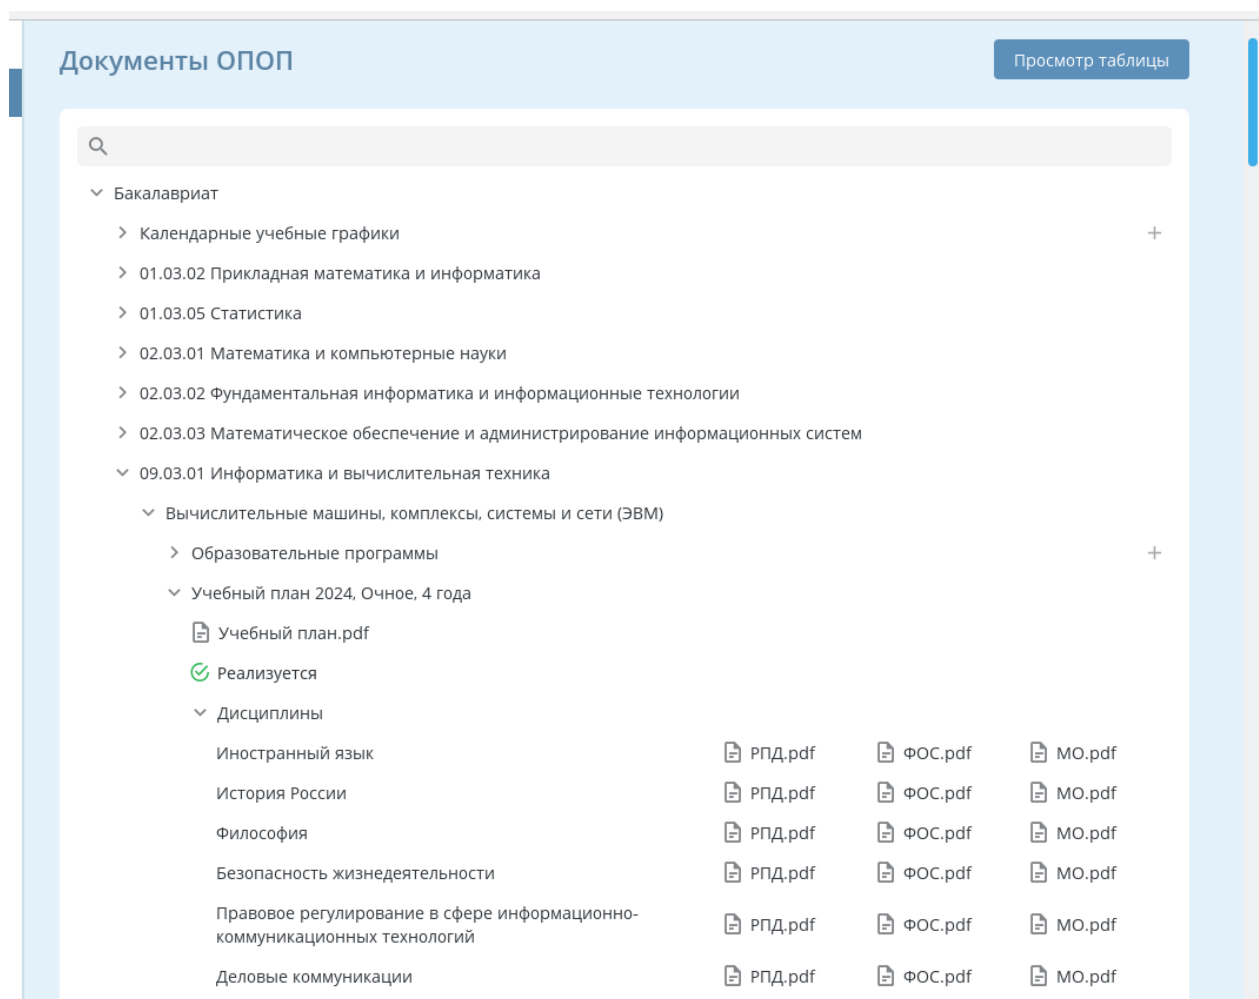 Документы ОПОП
Просмотр таблицы
Бакалавриат
Календарные учебные графики
01.03.02 Прикладная математика и информатика
01.03.05 Статистика
02.03.01 Математика и компьютерные науки
02.03.02 Фундаментальная информатика и информационные технологии
02.03.03 Математическое обеспечение и администрирование информационных систем
09.03.01 Информатика и вычислительная техника
Вычислительные машины, комплексы, системы и сети (ЭВМ)
Образовательные программы
Учебный план 2024, Очное, 4 года
Учебный план.pdf
Реализуется
Дисциплины
Иностранный язык РПД.pdf ФОС.pdf МО.pdf
История России РПД.pdf ФОС.pdf МО.pdf
Философия РПД.pdf ФОС.pdf МО.pdf
Безопасность жизнедеятельности РПД.pdf ФОС.pdf МО.pdf
Правовое регулирование в сфере информационно-
коммуникационных технологий РПД.pdf ФОС.pdf МО.pdf
Деловые коммуникации РПД.pdf ФОС.pdf МО.pdf